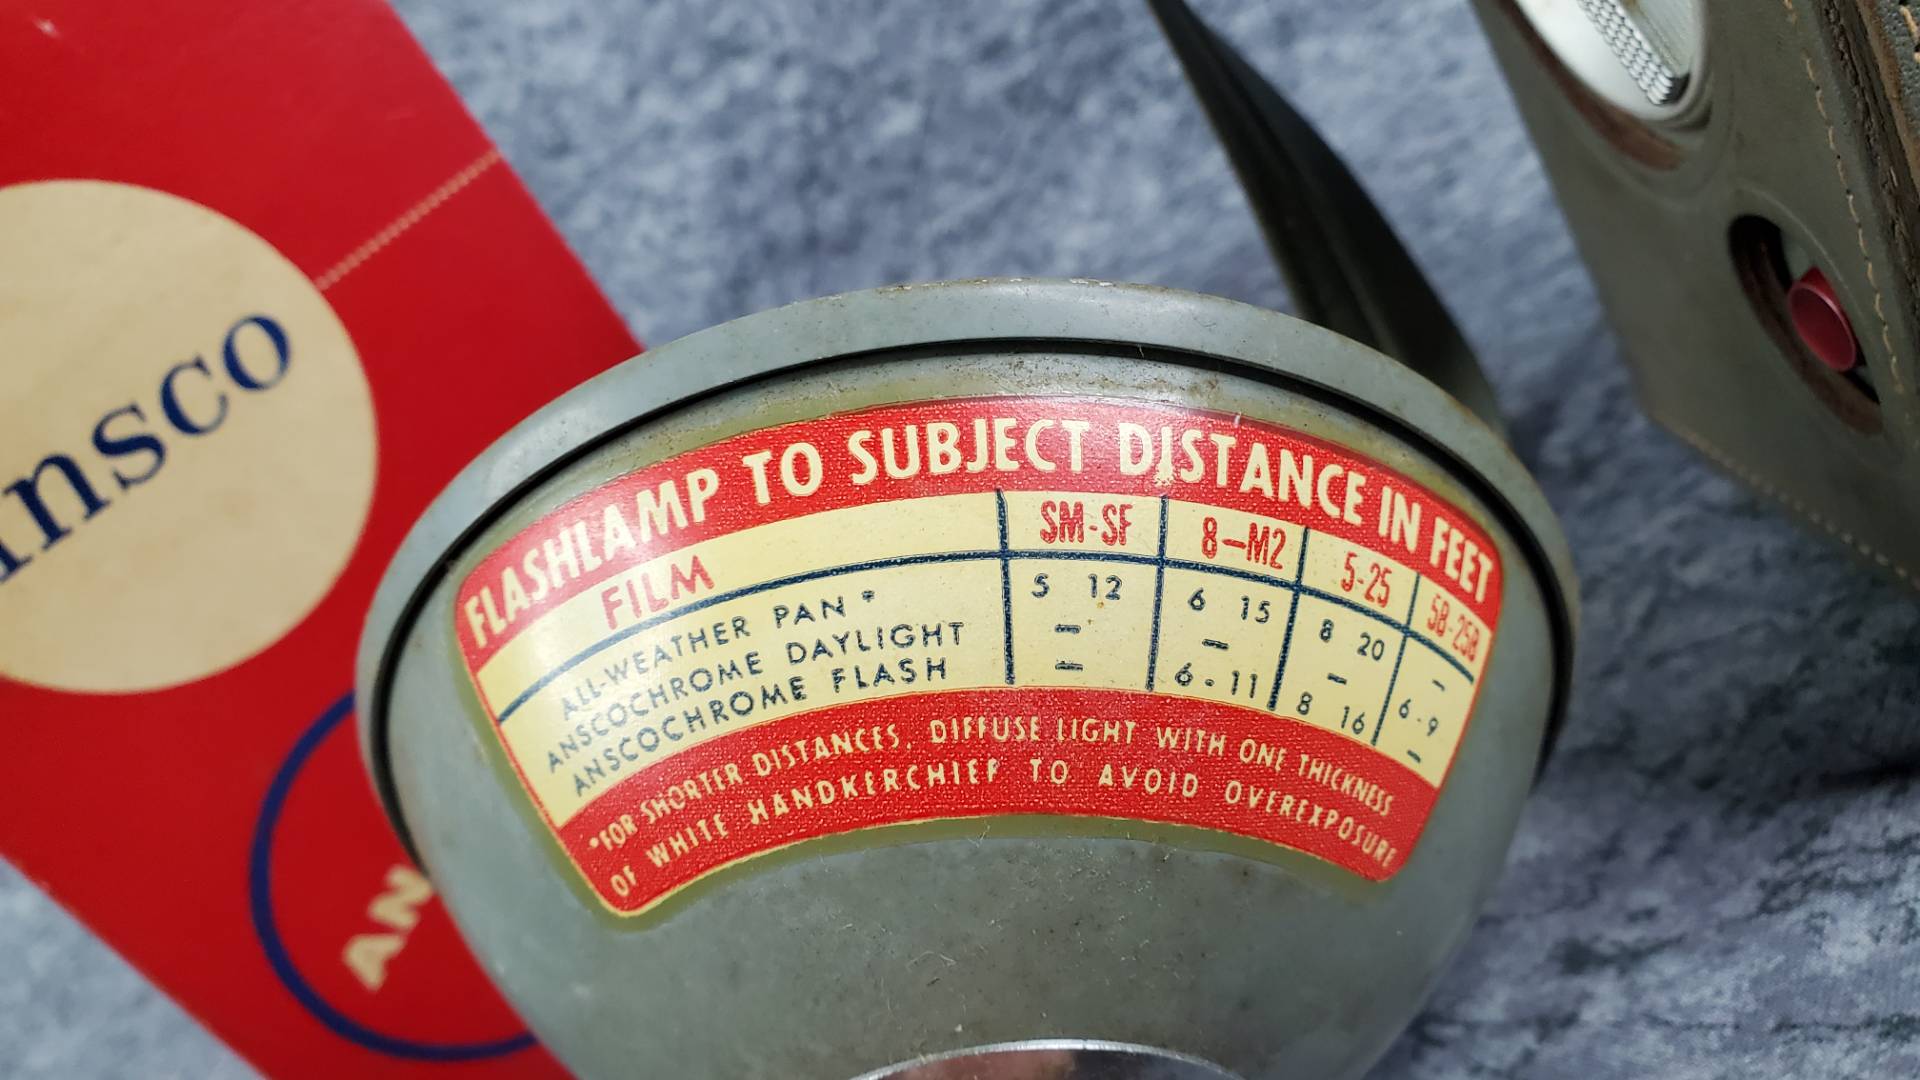 nsco
AN
FLASHLAMP TO SUBJECT DISTANCE IN FEET
FILM SM-SF 8-M2 5-25 5B-25B
ALL-WEATHER PAN * 5 12 6 15 8 20 –
ANSCOCHROME DAYLIGHT – – – 6-9
ANSCOCHROME FLASH – 6-11 8 16 –
*FOR SHORTER DISTANCES, DIFFUSE LIGHT WITH ONE THICKNESS
OF WHITE HANDKERCHIEF TO AVOID OVEREXPOSURE